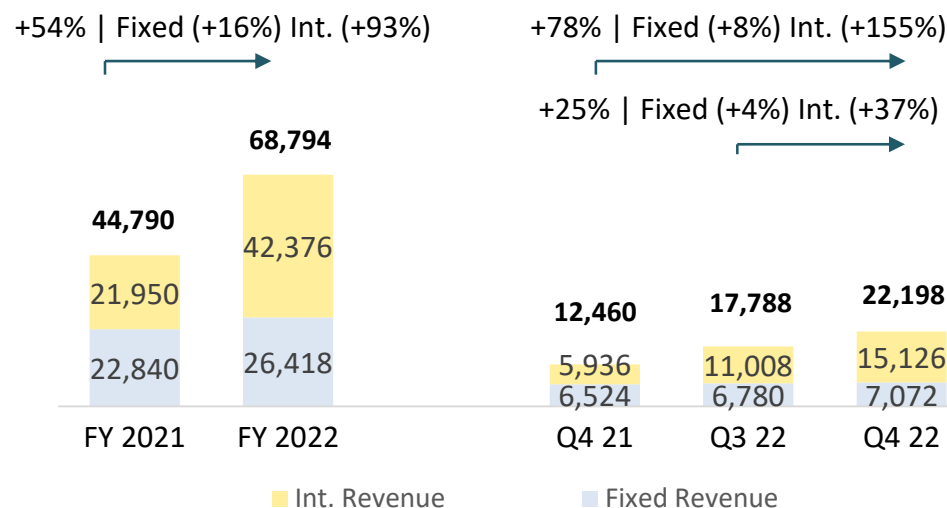 +54% | Fixed (+16%) Int. (+93%)
+78% | Fixed (+8%) Int. (+155%)
+25% | Fixed (+4%) Int. (+37%)
68,794
44,790
42,376
21,950
26,418
22,840
12,460
17,788
22,198
5,936
11,008
15,126
6,524
6,780
7,072
FY 2021
FY 2022
Q4 21
Q3 22
Q4 22
Int. Revenue
Fixed Revenue